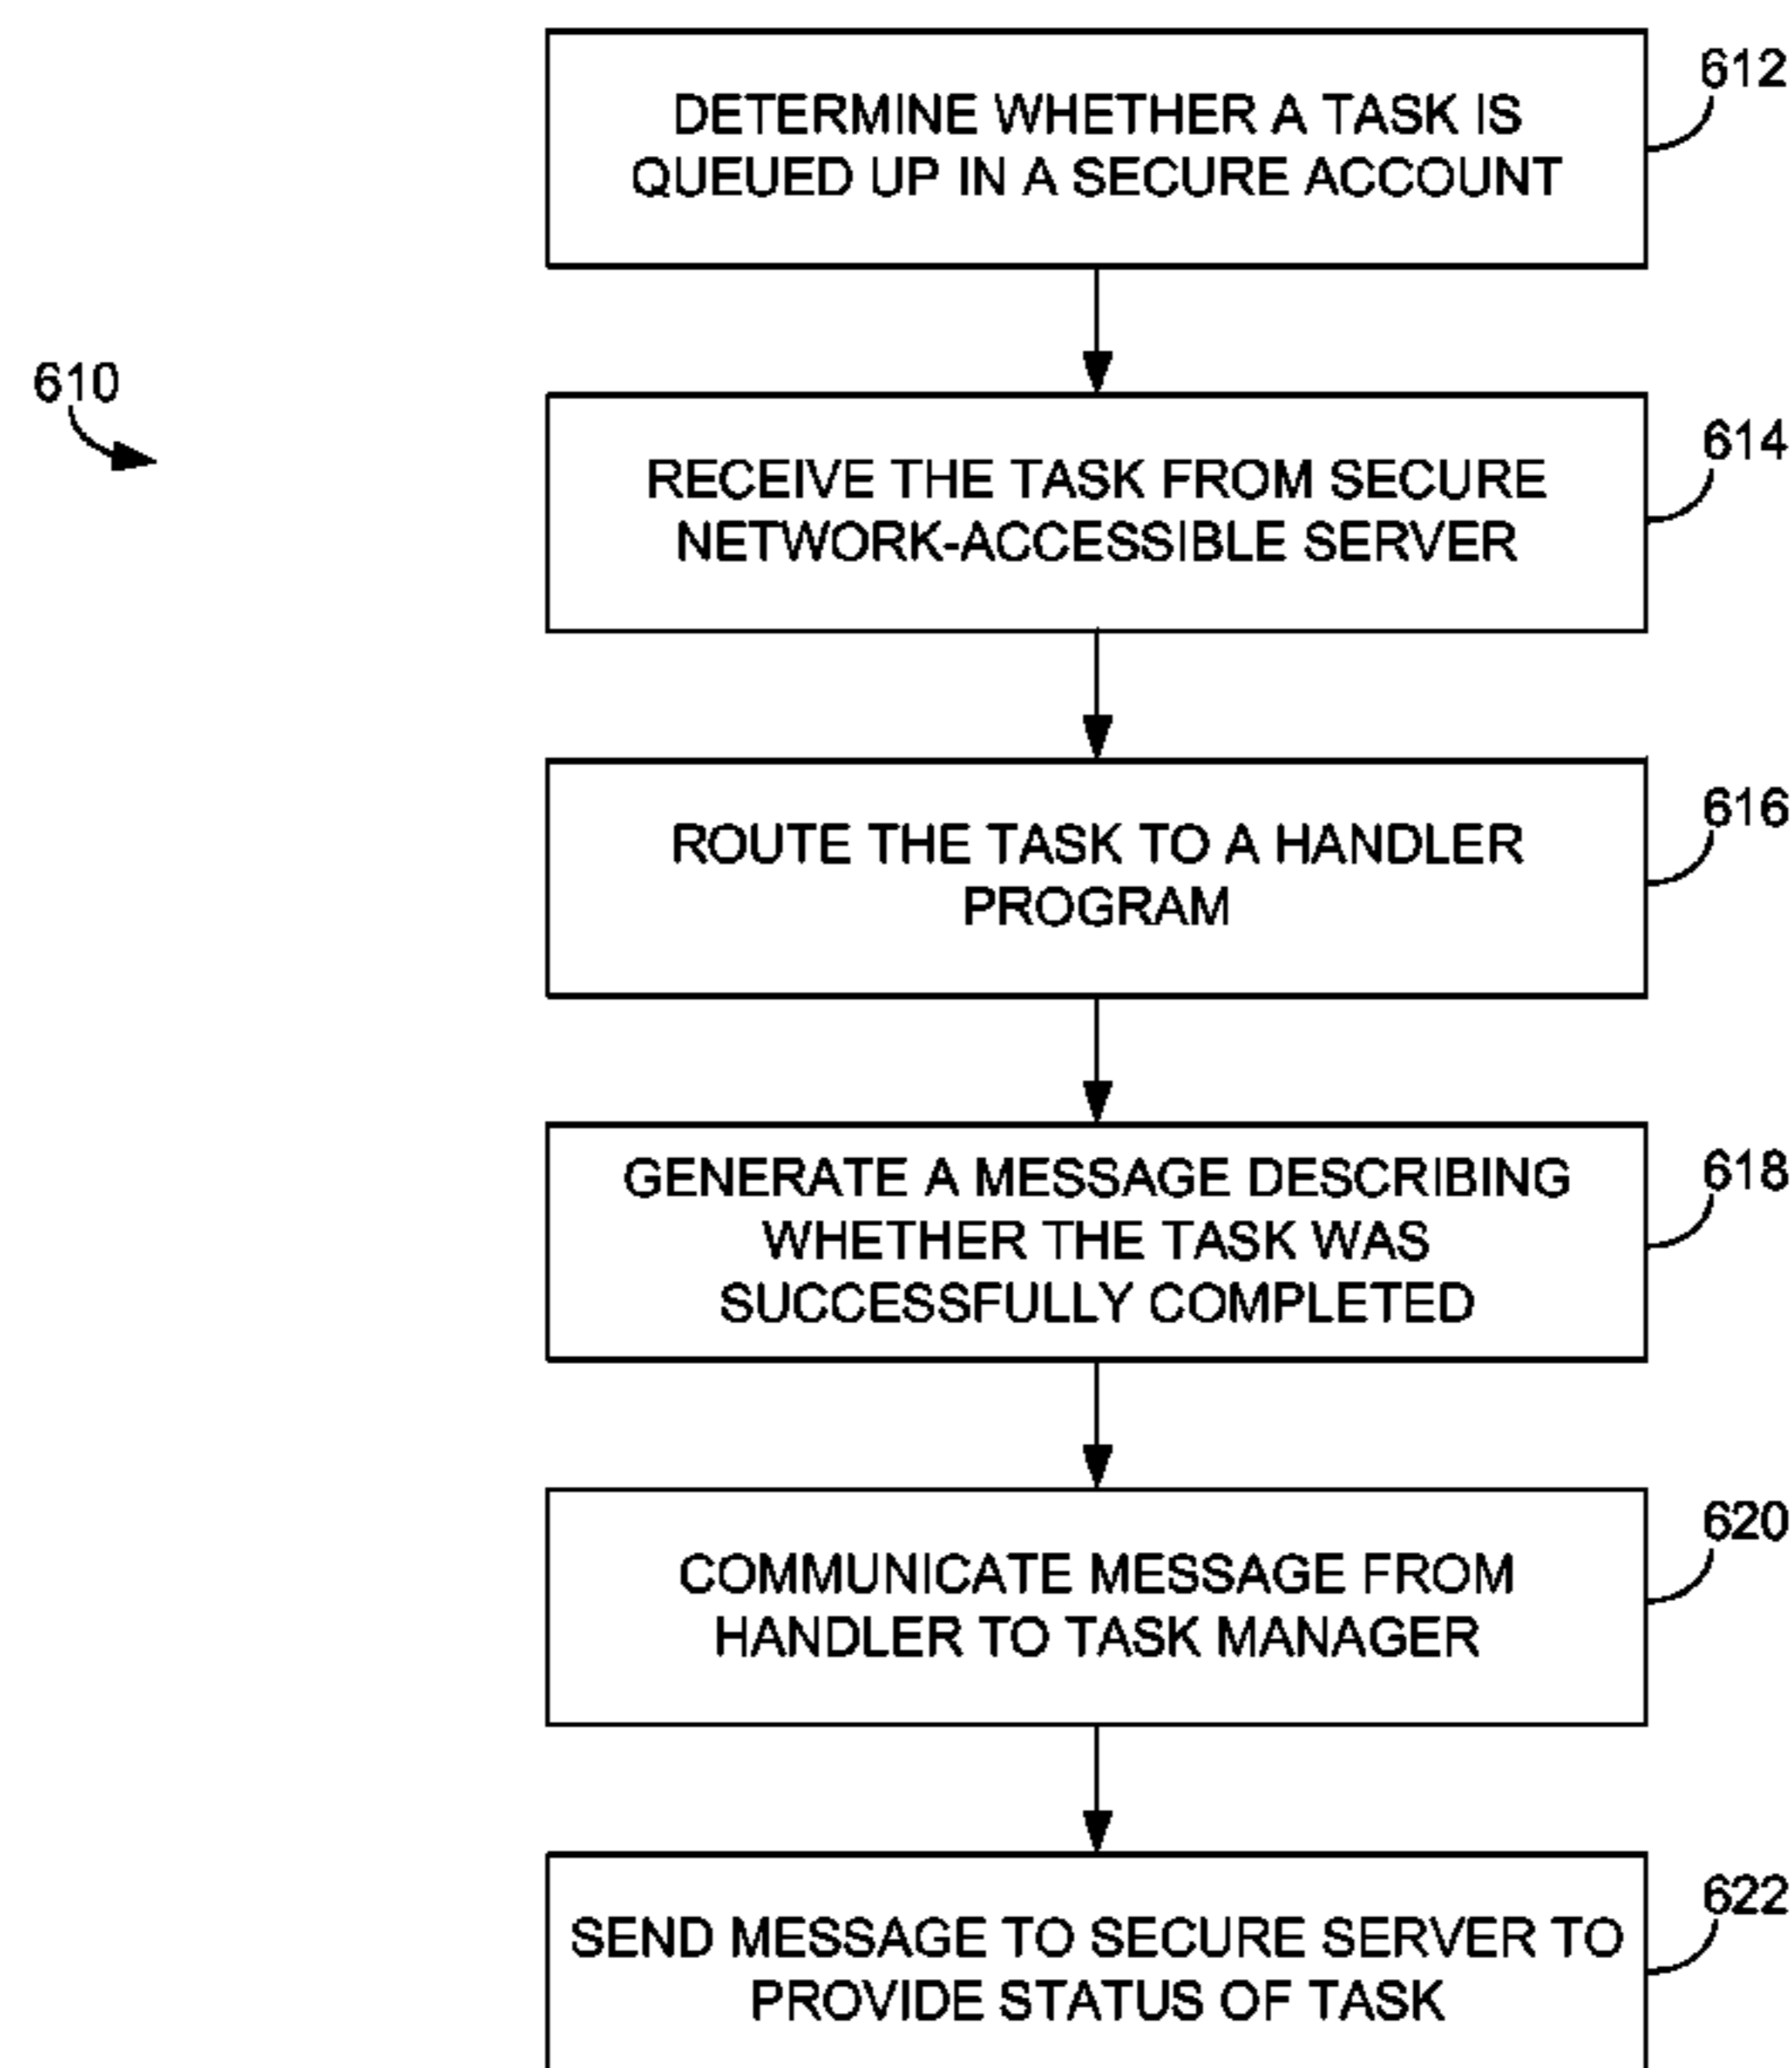 DETERMINE WHETHER A TASK IS
QUEUED UP IN A SECURE ACCOUNT
612
610
RECEIVE THE TASK FROM SECURE
NETWORK-ACCESSIBLE SERVER
614
ROUTE THE TASK TO A HANDLER
PROGRAM
616
GENERATE A MESSAGE DESCRIBING
WHETHER THE TASK WAS
SUCCESSFULLY COMPLETED
618
COMMUNICATE MESSAGE FROM
HANDLER TO TASK MANAGER
620
SEND MESSAGE TO SECURE SERVER TO
PROVIDE STATUS OF TASK
622